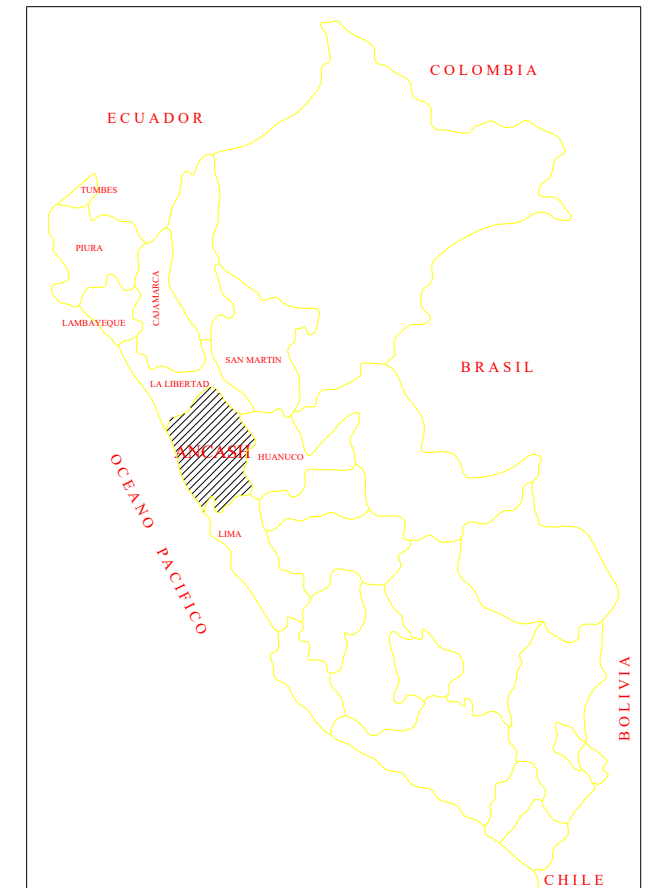 COLOMBIA
ECUADOR
TUMBES
PIURA
CAJAMARCA
LAMBAYEQUE
SAN MARTIN
BRASIL
LA LIBERTAD
ANCASH
HUANUCO
OCEANO PACIFICO
LIMA
BOLIVIA
CHILE